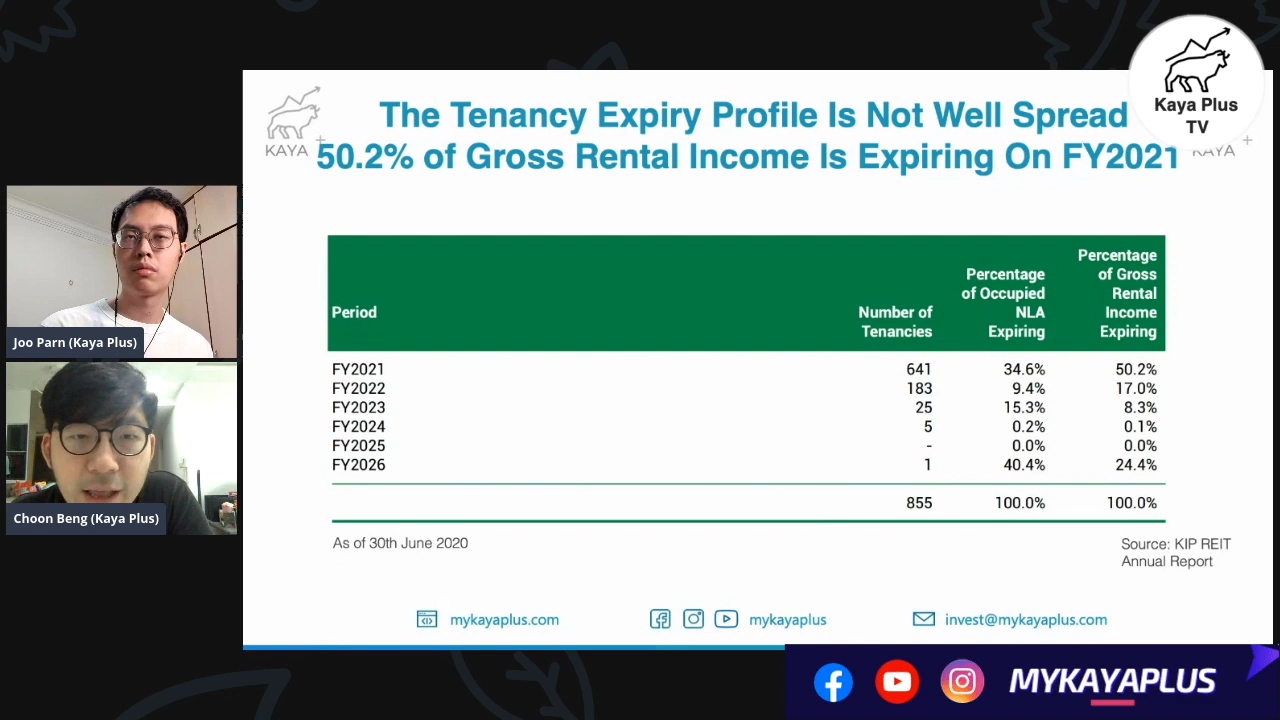 Kaya Plus
TV
KAYA
The Tenancy Expiry Profile Is Not Well Spread
50.2% of Gross Rental Income Is Expiring On FY2021
KAYA
Joo Parn (Kaya Plus)
Choon Beng (Kaya Plus)
Period Number of Tenancies Percentage of Occupied NLA Expiring Percentage of Gross Rental Income Expiring
FY2021 641 34.6% 50.2%
FY2022 183 9.4% 17.0%
FY2023 25 15.3% 8.3%
FY2024 5 0.2% 0.1%
FY2025 - 0.0% 0.0%
FY2026 1 40.4% 24.4%
855 100.0% 100.0%
As of 30th June 2020
Source: KIP REIT
Annual Report
mykayaplus.com
mykayaplus
invest@mykayaplus.com
MYKAYAPLUS